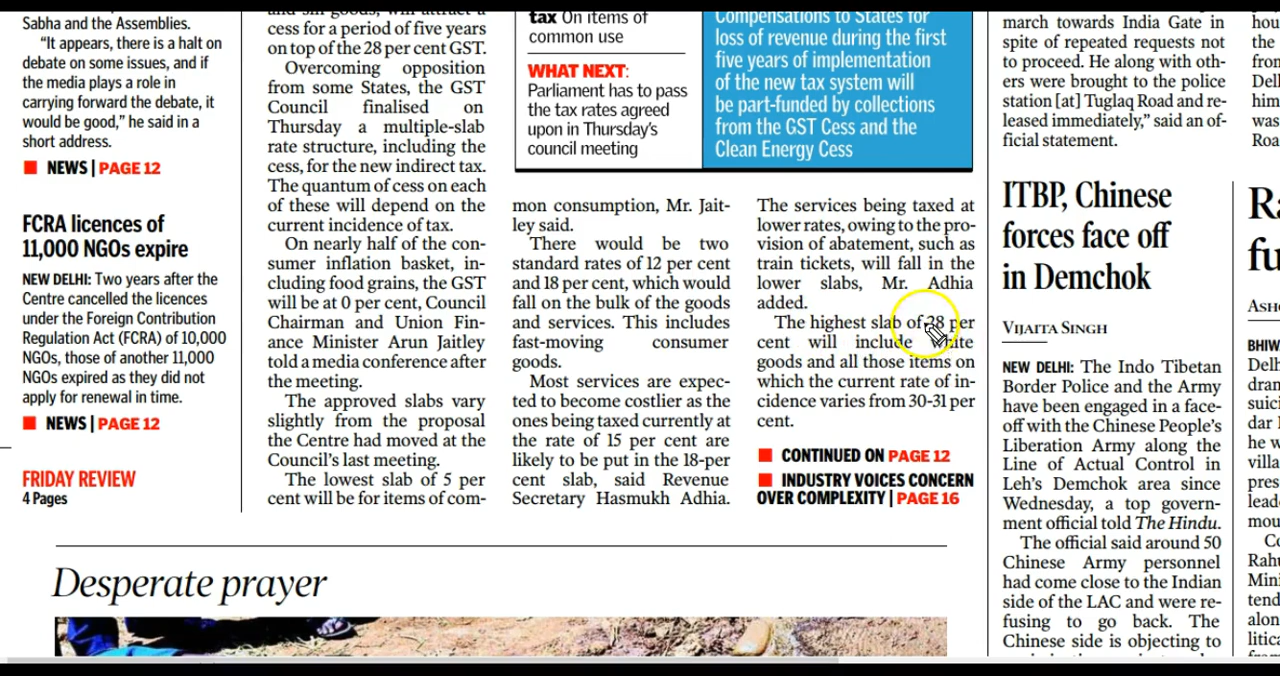 Sabha and the Assemblies.
“It appears, there is a halt on
debate on some issues, and if
the media plays a role in
carrying forward the debate, it
would be good,” he said in a
short address.
NEWS | PAGE 12
FCRA licences of
11,000 NGOs expire
NEW DELHI: Two years after the
Centre cancelled the licences
under the Foreign Contribution
Regulation Act (FCRA) of 10,000
NGOs, those of another 11,000
NGOs expired as they did not
apply for renewal in time.
NEWS | PAGE 12
FRIDAY REVIEW
4 Pages
cess for a period of five years
on top of the 28 per cent GST.
Overcoming opposition
from some States, the GST
Council finalised on
Thursday a multiple-slab
rate structure, including the
cess, for the new indirect tax.
The quantum of cess on each
of these will depend on the
current incidence of tax.
On nearly half of the con-
sumer inflation basket, in-
cluding food grains, the GST
will be at 0 per cent, Council
Chairman and Union Fin-
ance Minister Arun Jaitley
told a media conference after
the meeting.
The approved slabs vary
slightly from the proposal
the Centre had moved at the
Council’s last meeting.
The lowest slab of 5 per
cent will be for items of com-
tax On items of
common use
WHAT NEXT:
Parliament has to pass
the tax rates agreed
upon in Thursday’s
council meeting
Compensations to States for
loss of revenue during the first
five years of implementation
of the new tax system will
be part-funded by collections
from the GST Cess and the
Clean Energy Cess
mon consumption, Mr. Jait-
ley said.
There would be two
standard rates of 12 per cent
and 18 per cent, which would
fall on the bulk of the goods
and services. This includes
fast-moving consumer
goods.
Most services are expec-
ted to become costlier as the
ones being taxed currently at
the rate of 15 per cent are
likely to be put in the 18-per
cent slab, said Revenue
Secretary Hasmukh Adhia.
The services being taxed at
lower rates, owing to the pro-
vision of abatement, such as
train tickets, will fall in the
lower slabs, Mr. Adhia
added.
The highest slab of 28 per
cent will include white
goods and all those items on
which the current rate of in-
cidence varies from 30-31 per
cent.
CONTINUED ON PAGE 12
INDUSTRY VOICES CONCERN
OVER COMPLEXITY | PAGE 16
Desperate prayer
march towards India Gate in
spite of repeated requests not
to proceed. He along with oth-
ers were brought to the police
station [at] Tuglaq Road and re-
leased immediately,” said an of-
ficial statement.
ITBP, Chinese
forces face off
in Demchok
VIJAITA SINGH
NEW DELHI: The Indo Tibetan
Border Police and the Army
have been engaged in a face-
off with the Chinese People’s
Liberation Army along the
Line of Actual Control in
Leh’s Demchok area since
Wednesday, a top govern-
ment official told The Hindu.
The official said around 50
Chinese Army personnel
had come close to the Indian
side of the LAC and were re-
fusing to go back. The
Chinese side is objecting to